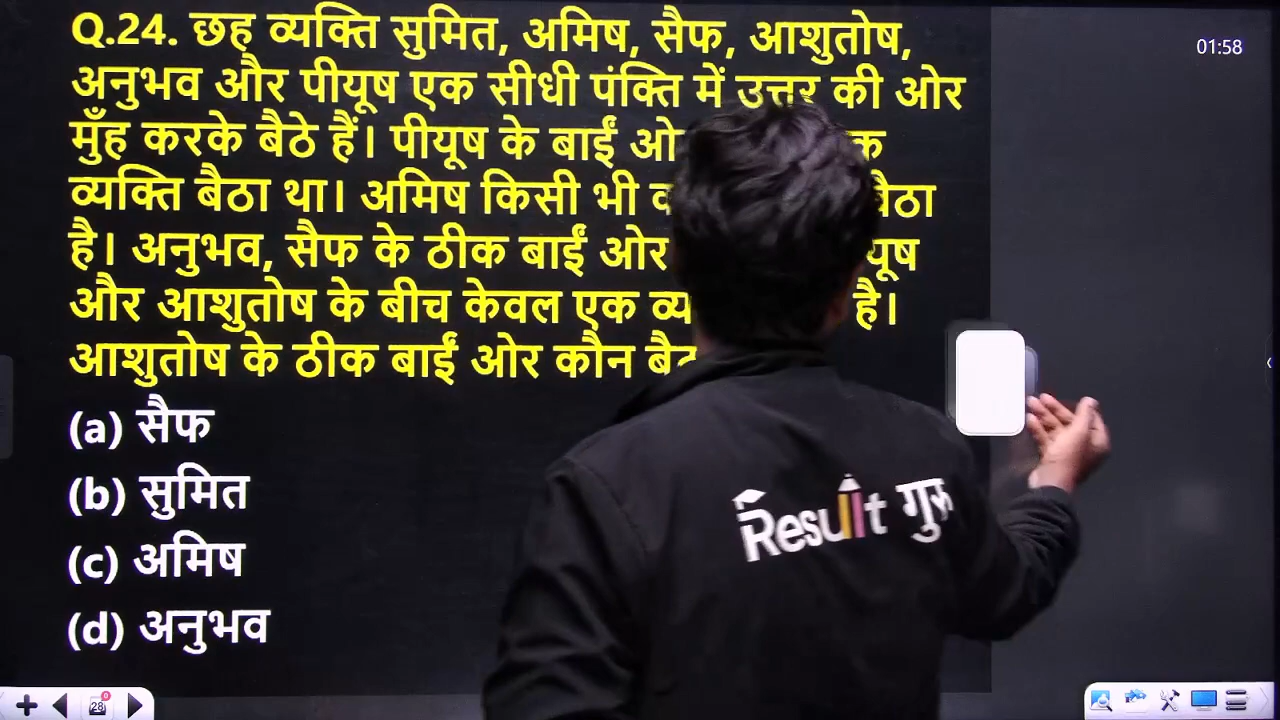 Q.24. छह व्यक्ति सुमित, अमिष, सैफ, आशुतोष,
अनुभव और पीयूष एक सीधी पंक्ति में उत्तर की ओर
मुँह करके बैठे हैं। पीयूष के बाईं
व्यक्ति बैठा था। अमिष किसी भी
है। अनुभव, सैफ के ठीक बाईं ओर
और आशुतोष के बीच केवल एक है।
आशुतोष के ठीक बाईं ओर कौन
(a) सैफ
(b) सुमित
(c) अमिष
(d) अनुभव
01:58
Result गुरु
28